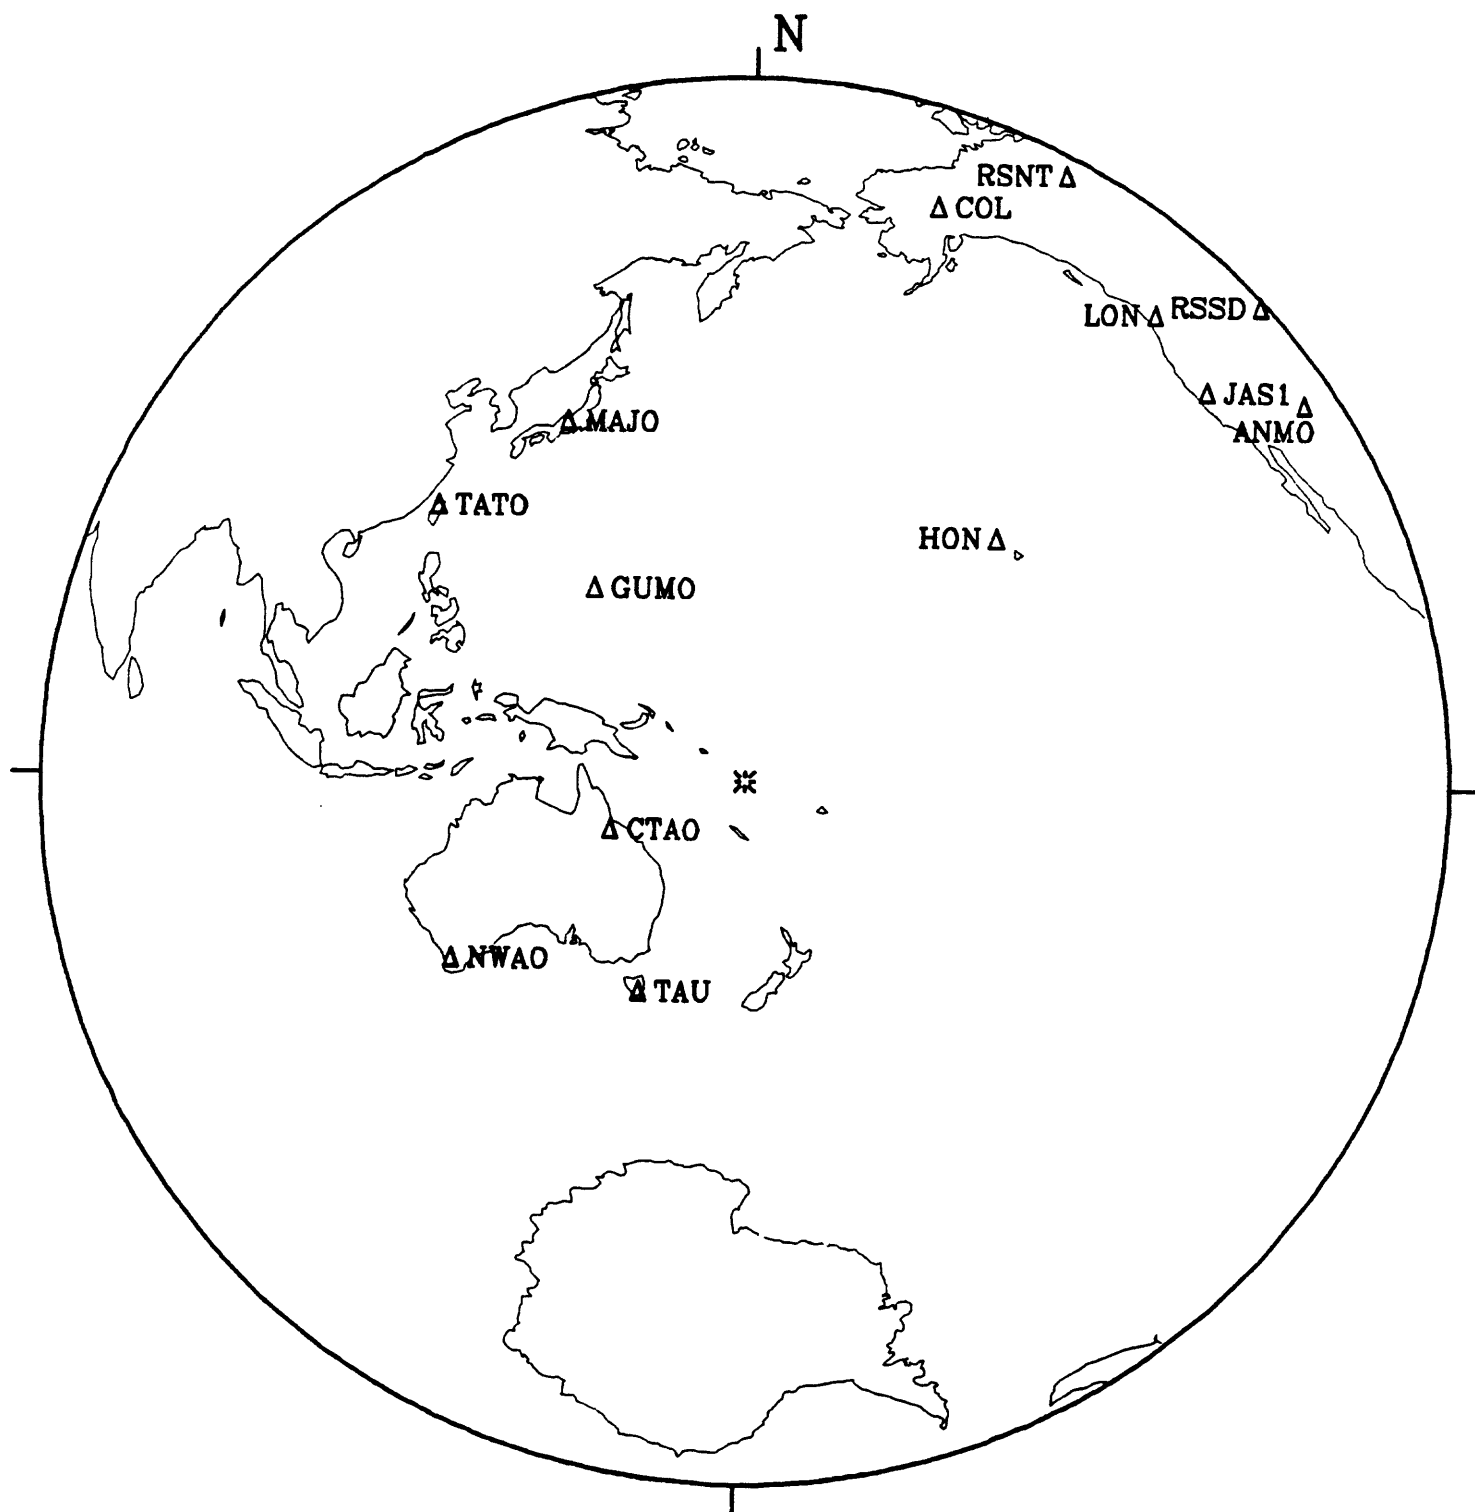 N
RSNT
COL
LON
RSSD
JAS1
ANMO
MAJO
TATO
HON
GUMO
CTAO
NWAO
TAU